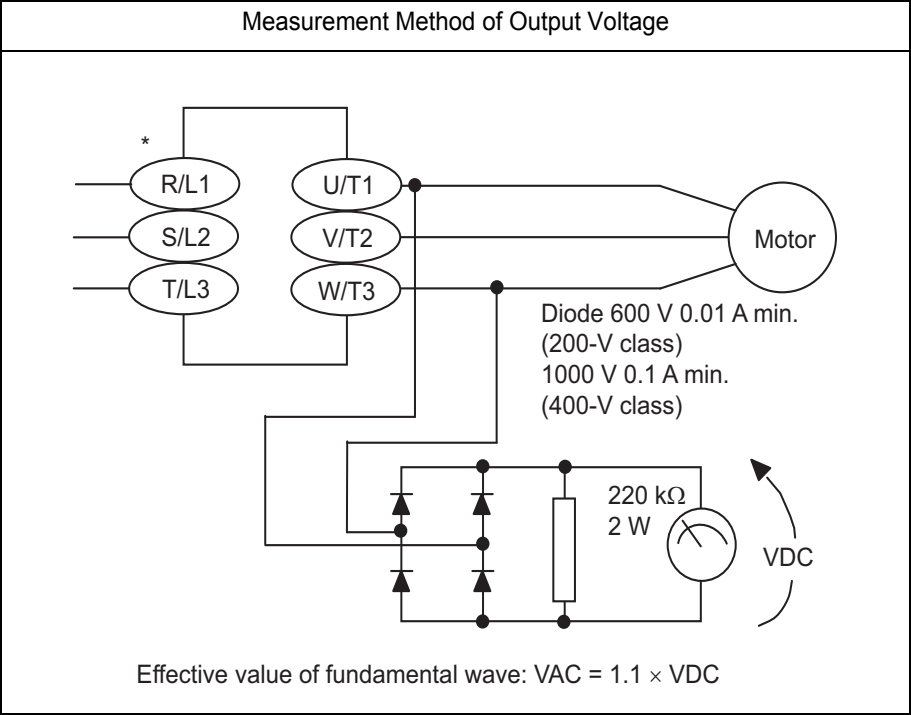 Measurement Method of Output Voltage
*
R/L1
U/T1
S/L2
V/T2
Motor
T/L3
W/T3
Diode 600 V 0.01 A min.
(200-V class)
1000 V 0.1 A min.
(400-V class)
220 kΩ
2 W
VDC
Effective value of fundamental wave: VAC = 1.1 × VDC